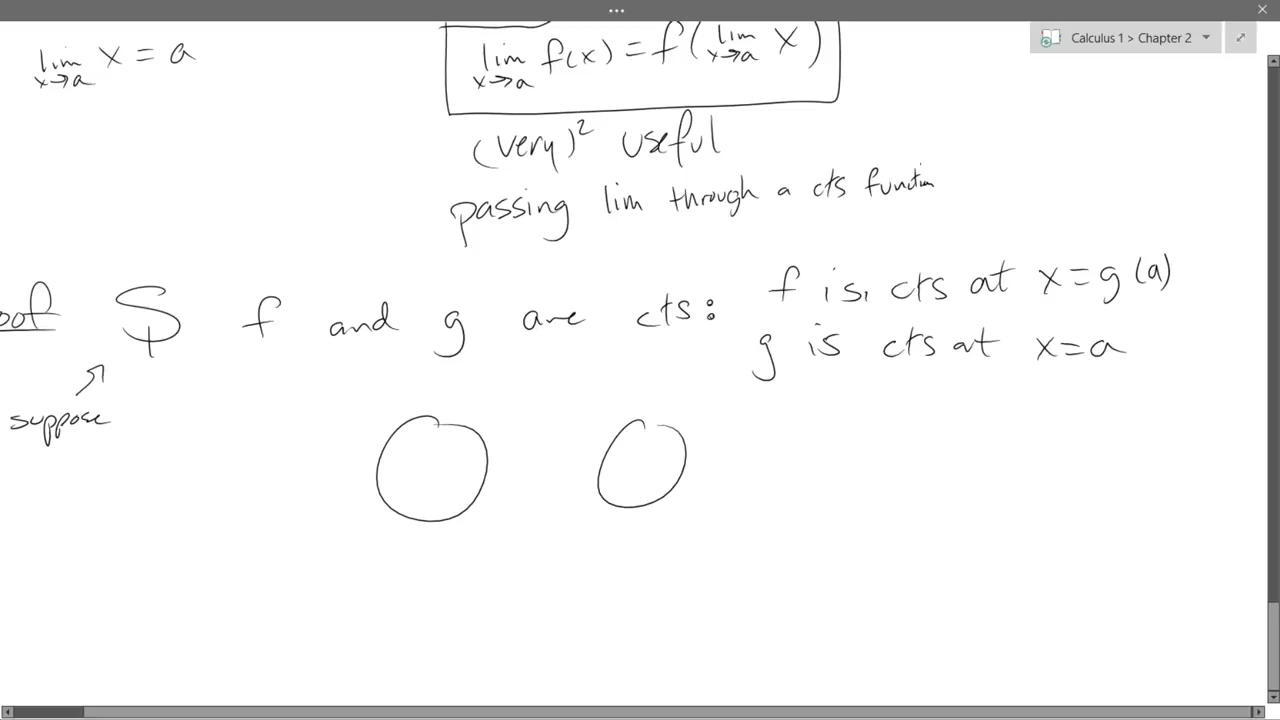 Calculus 1 > Chapter 2
lim x→a x = a
lim x→a f(x) = f(lim x→a x)
(very)² useful
passing lim through a cts function
oof $ f and g are cts: f is cts at x=g(a)
g is cts at x=a
suppose